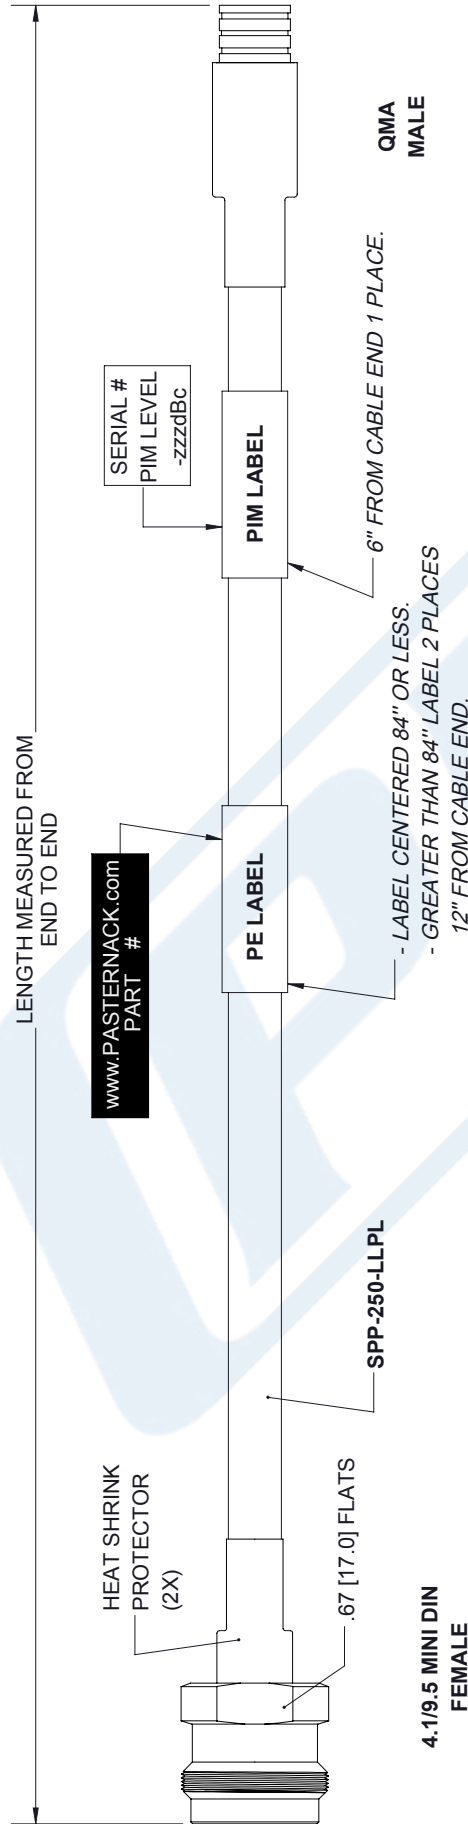 LENGTH MEASURED FROM
END TO END
HEAT SHRINK
PROTECTOR
(2X)
www.PASTERNACK.com
PART #
SERIAL #
PIM LEVEL
-zzzdBc
PE LABEL
PIM LABEL
.67 [17.0] FLATS
SPP-250-LLPL
- LABEL CENTERED 84" OR LESS.
- GREATER THAN 84" LABEL 2 PLACES
12" FROM CABLE END.
6" FROM CABLE END 1 PLACE.
4.1/9.5 MINI DIN
FEMALE
QMA
MALE